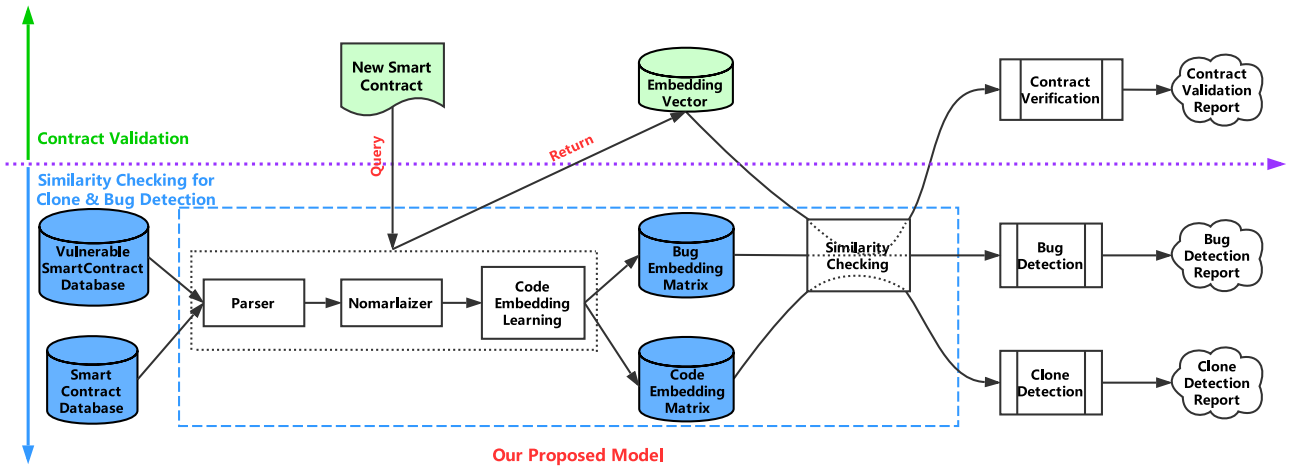 New Smart
Contract
Embedding
Vector
Contract
Verification
Contract
Validation
Report
Contract Validation
Query
Return
Similarity Checking for
Clone & Bug Detection
Vulnerable
SmartContract
Database
Parser
Nomarlaizer
Code
Embedding
Learning
Bug
Embedding
Matrix
Similarity
Checking
Bug
Detection
Bug
Detection
Report
Smart
Contract
Database
Code
Embedding
Matrix
Clone
Detection
Clone
Detection
Report
Our Proposed Model